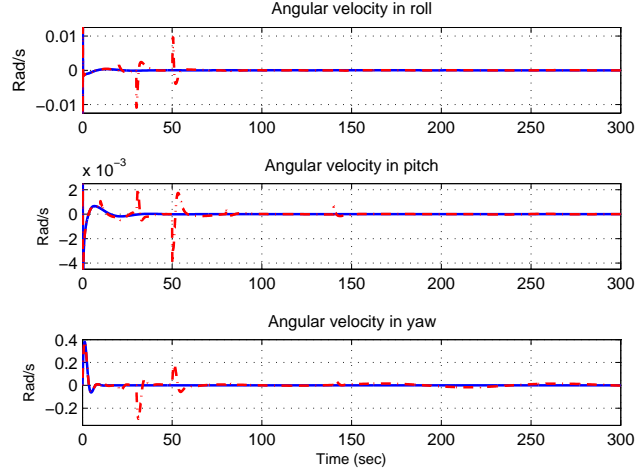 Angular velocity in roll
0.01
0
−0.01
Rad/s
0 50 100 150 200 250 300
x 10−3
Angular velocity in pitch
2
0
−2
−4
Rad/s
0 50 100 150 200 250 300
Angular velocity in yaw
0.4
0.2
0
−0.2
Rad/s
0 50 100 150 200 250 300
Time (sec)